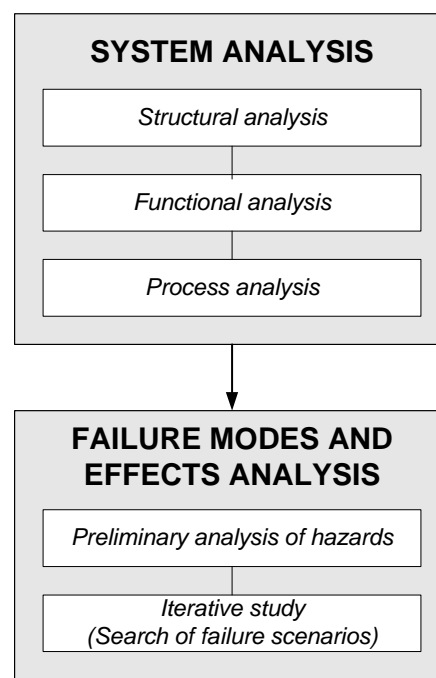 SYSTEM ANALYSIS
Structural analysis
Functional analysis
Process analysis
FAILURE MODES AND
EFFECTS ANALYSIS
Preliminary analysis of hazards
Iterative study
(Search of failure scenarios)